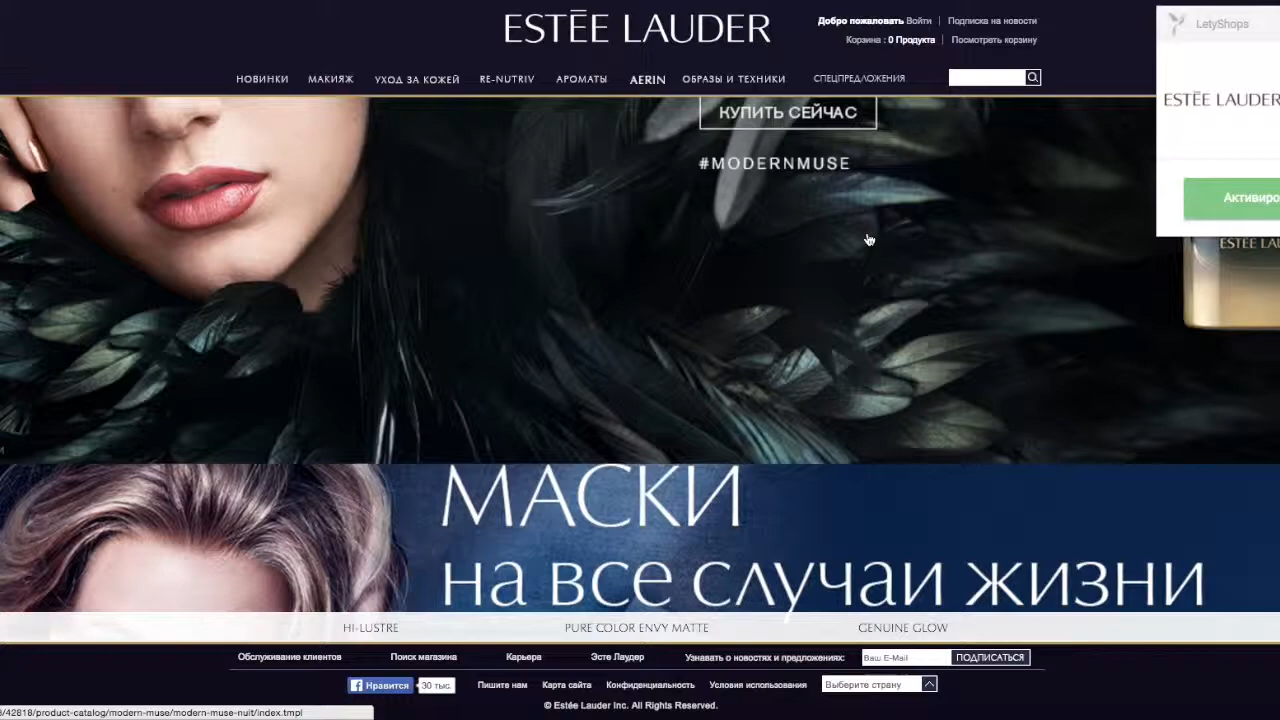 ESTĒE LAUDER
Добро пожаловать Войти | Подписка на новости
Корзина : 0 Продукта | Посмотреть корзину
LetyShops
НОВИНКИ МАКИЯЖ УХОД ЗА КОЖЕЙ RE-NUTRIV АРОМАТЫ AERIN ОБРАЗЫ И ТЕХНИКИ СПЕЦПРЕДЛОЖЕНИЯ
ESTĒE LAUDER
КУПИТЬ СЕЙЧАС
#MODERNMUSE
Активиро
ESTĒE LAU
МАСКИ
на все случаи жизни
HI-LUSTRE PURE COLOR ENVY MATTE GENUINE GLOW
Обслуживание клиентов Поиск магазина Карьера Эсте Лаудер Узнавать о новостях и предложениях: Ваш E-Mail ПОДПИСАТЬСЯ
Нравится 30 тыс. Пишите нам Карта сайта Конфиденциальность Условия использования Выберите страну
© Estée Lauder Inc. All Rights Reserved.
/42818/product-catalog/modern-muse/modern-muse-nuit/index.tmpl